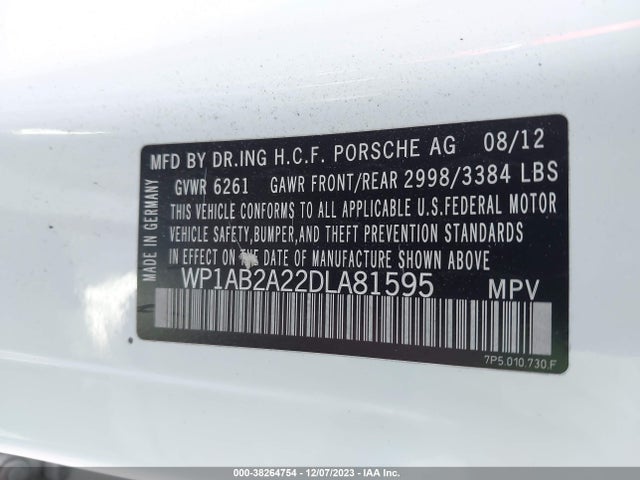 MFD BY DR.ING H.C.F. PORSCHE AG 08/12
GVWR 6261 GAWR FRONT/REAR 2998/3384 LBS
THIS VEHICLE CONFORMS TO ALL APPLICABLE U.S.FEDERAL MOTOR
VEHICLE SAFETY,BUMPER,AND THEFT PREVENTION STANDARDS
IN EFFECT ON THE DATE OF MANUFACTURE SHOWN ABOVE.
WP1AB2A22DLA81595 MPV
7P5.010.730.F
MADE IN GERMANY
000-38264754 | 12/07/2023 - IAA Inc.